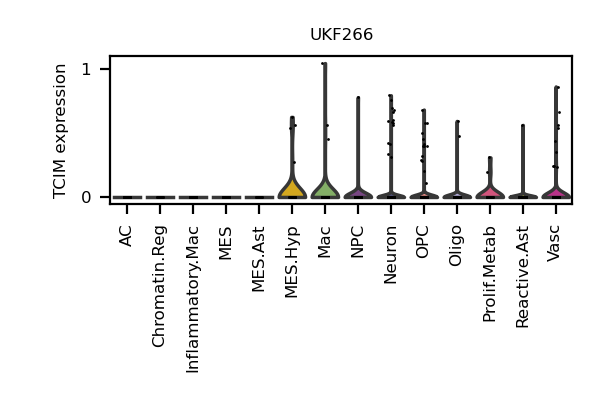 UKF266
TCIM expression
1
0
AC
Chromatin.Reg
Inflammatory.Mac
MES
MES.Ast
MES.Hyp
Mac
NPC
Neuron
OPC
Oligo
Prolif.Metab
Reactive.Ast
Vasc